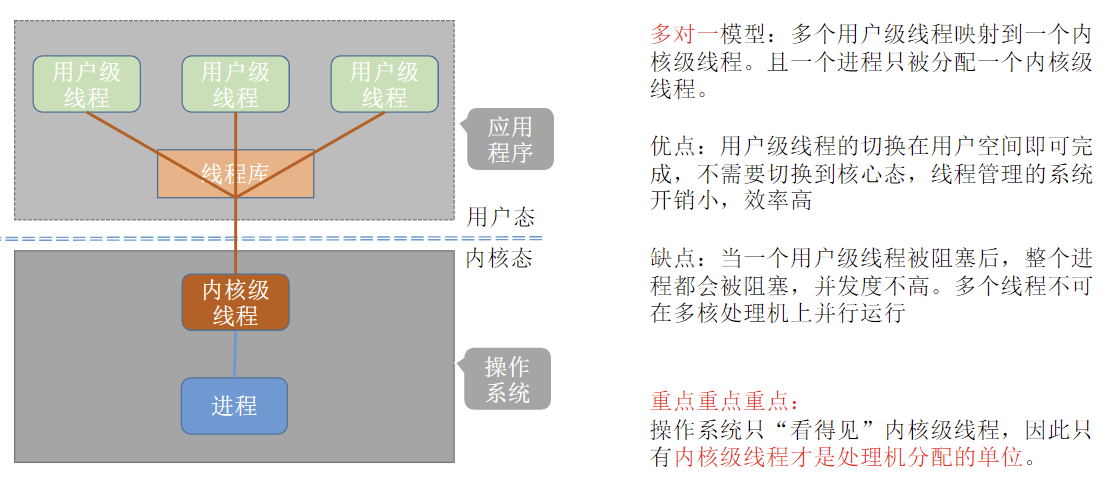 用户级
线程
用户级
线程
用户级
线程
线程库
应用
程序
用户态
内核态
内核级
线程
进程
操作
系统
多对一模型：多个用户级线程映射到一个内
核级线程。且一个进程只被分配一个内核级
线程。
优点：用户级线程的切换在用户空间即可完
成，不需要切换到核心态，线程管理的系统
开销小，效率高
缺点：当一个用户级线程被阻塞后，整个进
程都会被阻塞，并发度不高。多个线程不可
在多核处理机上并行运行
重点重点重点：
操作系统只“看得见”内核级线程，因此只
有内核级线程才是处理机分配的单位。